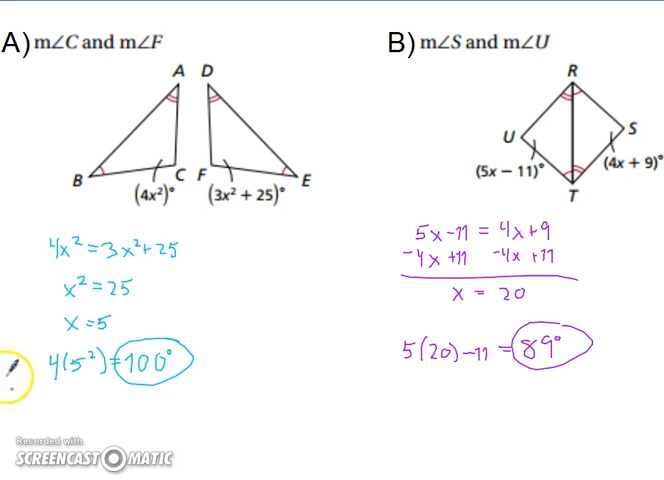 A) m∠C and m∠F
A D
B C F E
(4x²)° (3x² + 25)°
4x² = 3x² + 25
x² = 25
x = 5
4(5²) = 100°
B) m∠S and m∠U
R
U S
(5x − 11)° (4x + 9)°
T
5x − 11 = 4x + 9
−4x + 11 −4x + 11
x = 20
5(20) − 11 = 89°
Recorded with
SCREENCAST O MATIC